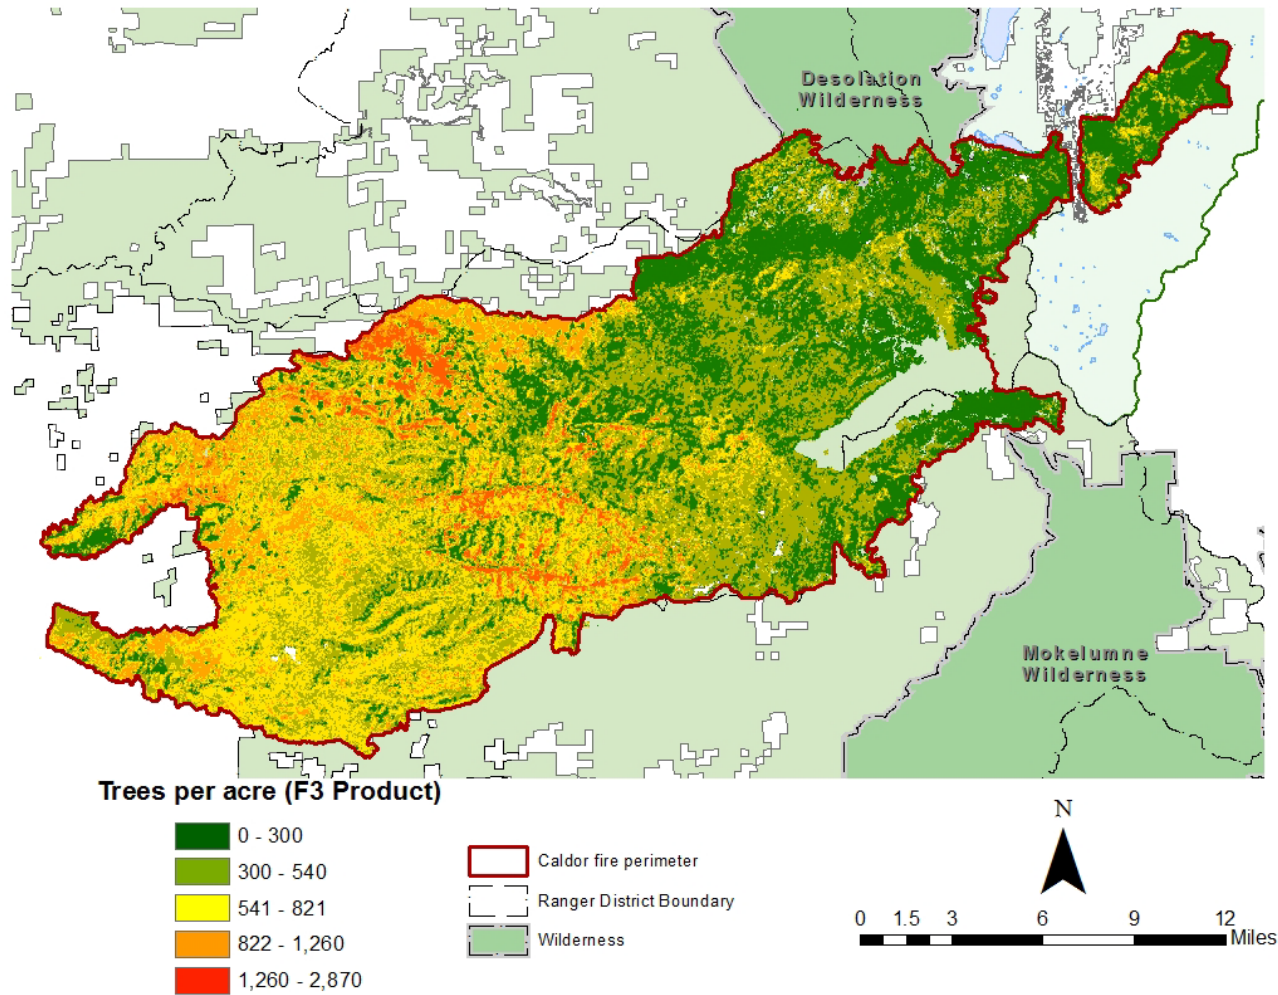 Desolation
Wilderness
Mokelumne
Wilderness
Trees per acre (F3 Product)
0 - 300
300 - 540
541 - 821
822 - 1,260
1,260 - 2,870
Caldor fire perimeter
Ranger District Boundary
Wilderness
N
0 1.5 3 6 9 12
Miles